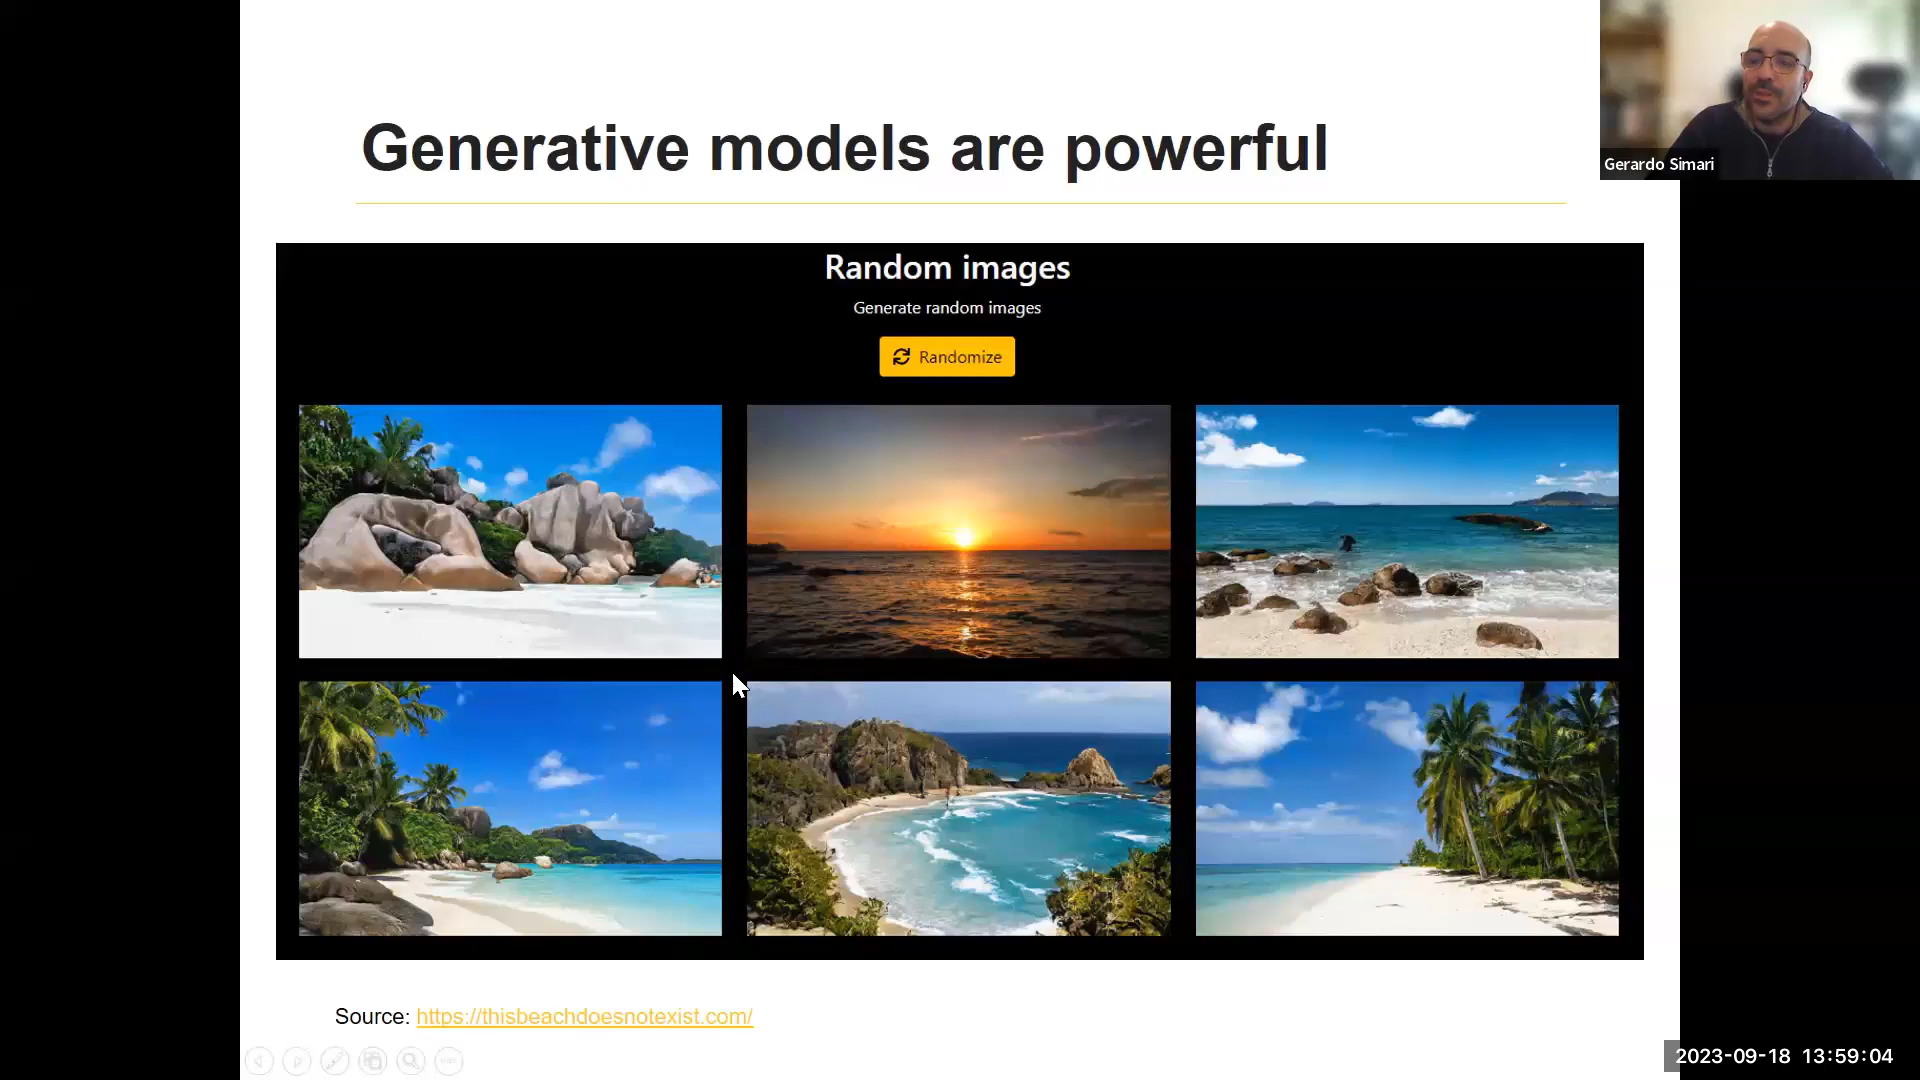 Generative models are powerful
Gerardo Simari
Random images
Generate random images
Randomize
Source: https://thisbeachdoesnotexist.com/
2023-09-18 13:59:04